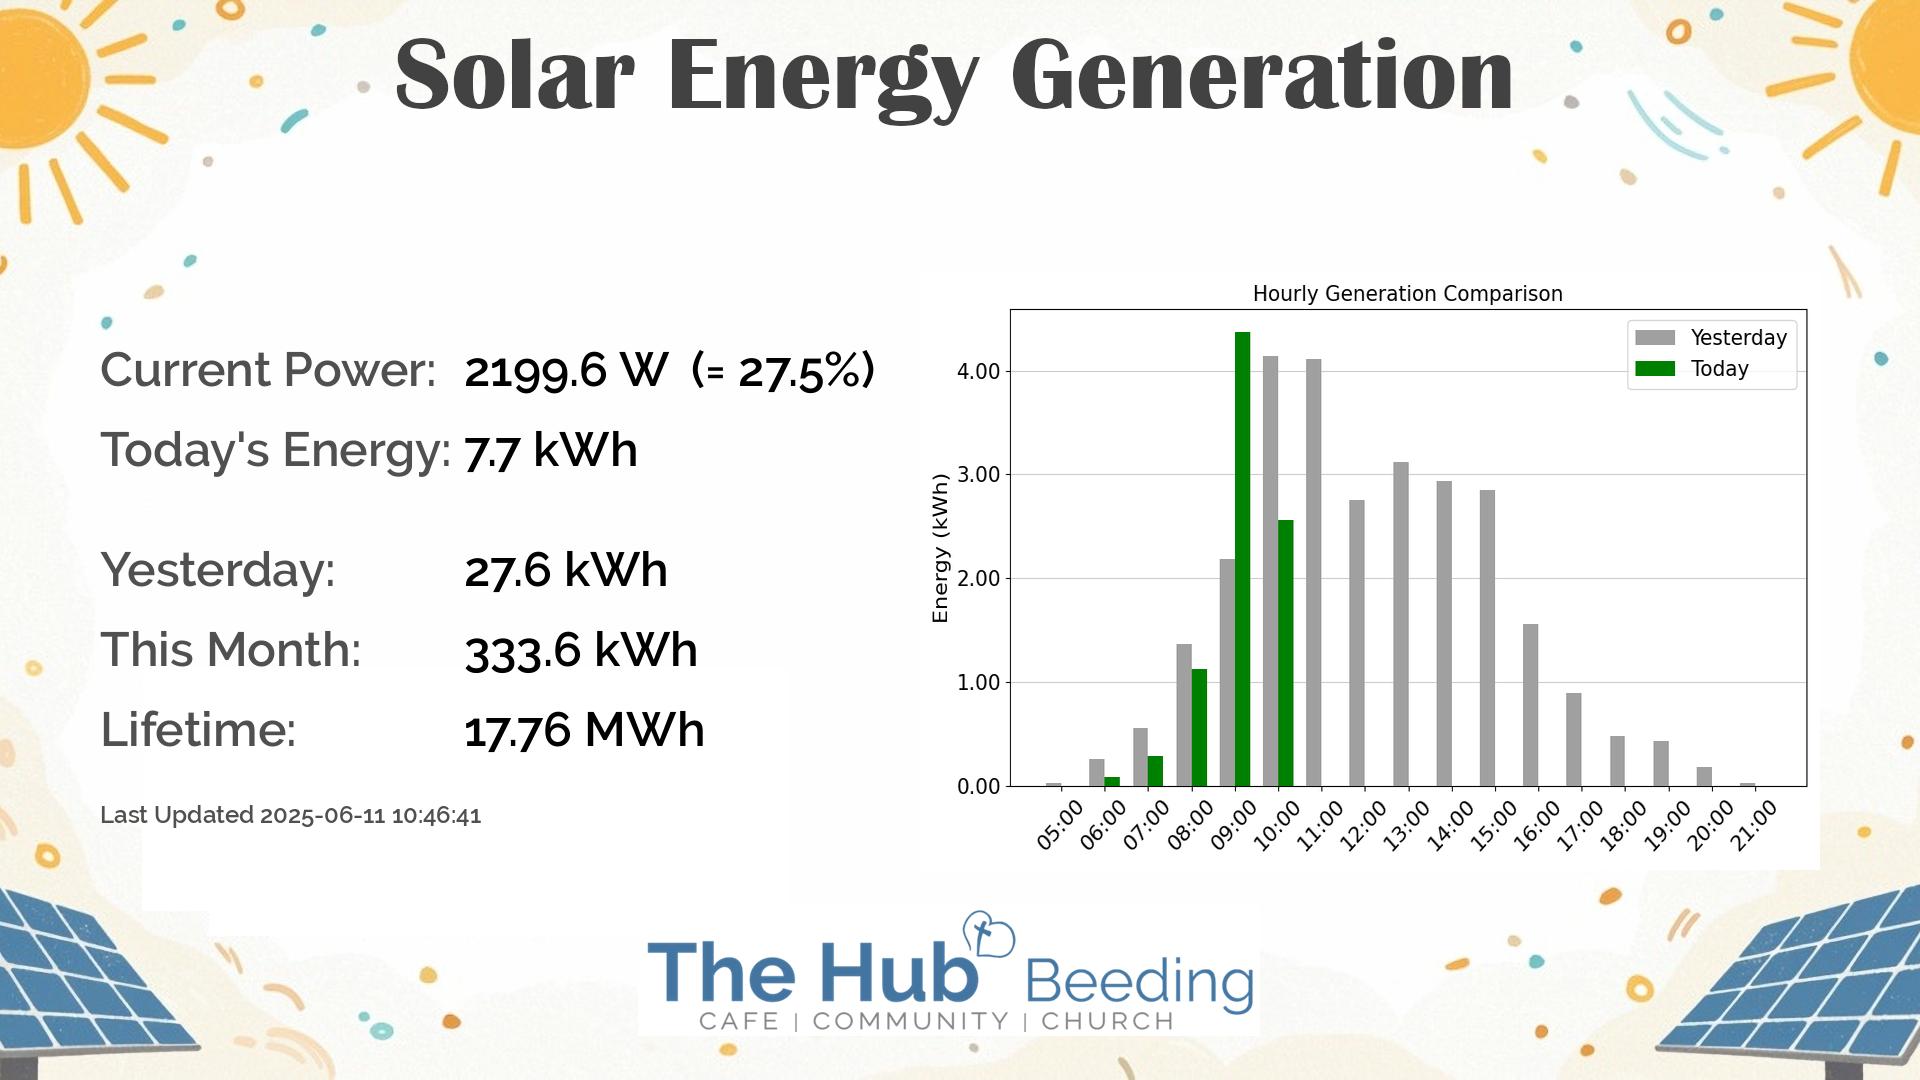 Solar Energy Generation
Current Power: 2199.6 W (= 27.5%)
Today's Energy: 7.7 kWh
Yesterday: 27.6 kWh
This Month: 333.6 kWh
Lifetime: 17.76 MWh
Last Updated 2025-06-11 10:46:41
Hourly Generation Comparison
Yesterday
Today
Energy (kWh)
4.00
3.00
2.00
1.00
0.00
05:00 06:00 07:00 08:00 09:00 10:00 11:00 12:00 13:00 14:00 15:00 16:00 17:00 18:00 19:00 20:00 21:00
The Hub Beeding
CAFE | COMMUNITY | CHURCH